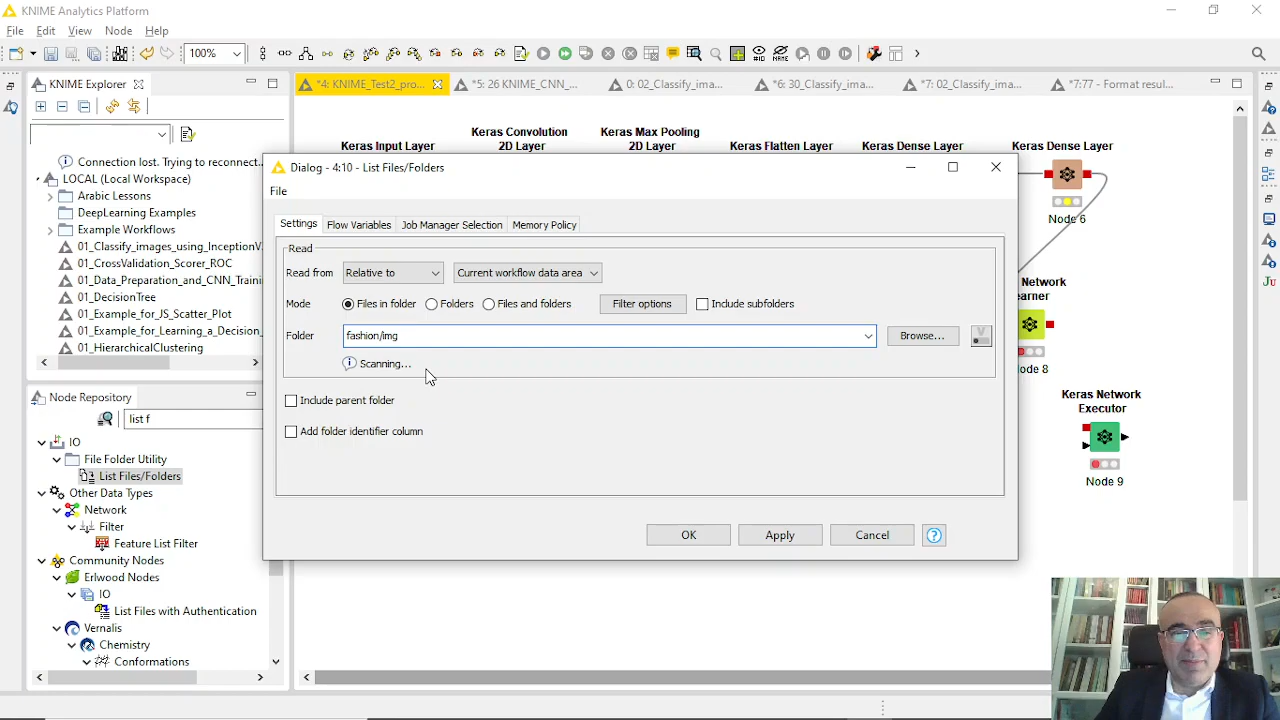 KNIME Analytics Platform
File Edit View Node Help
100%
KNIME Explorer
*4: KNIME_Test2_pro...
*5: 26 KNIME_CNN_...
0: 02_Classify_ima...
*6: 30_Classify_ima...
*7: 02_Classify_ima...
*7:77 - Format resul...
Connection lost. Trying to reconnect.
LOCAL (Local Workspace)
Arabic Lessons
DeepLearning Examples
Example Workflows
01_Classify_images_using_InceptionV
01_CrossValidation_Scorer_ROC
01_Data_Preparation_and_CNN_Trainin
01_DecisionTree
01_Example_for_JS_Scatter_Plot
01_Example_for_Learning_a_Decision_
01_HierarchicalClustering
Node Repository
list f
IO
File Folder Utility
List Files/Folders
Other Data Types
Network
Filter
Feature List Filter
Community Nodes
Erlwood Nodes
IO
List Files with Authentication
Vernalis
Chemistry
Conformations
Keras Input Layer
Keras Convolution
2D Layer
Keras Max Pooling
2D Layer
Keras Flatten Layer
Keras Dense Layer
Keras Dense Layer
Node 6
Network
arner
ode 8
Keras Network
Executor
Node 9
Dialog - 4:10 - List Files/Folders
File
Settings Flow Variables Job Manager Selection Memory Policy
Read
Read from Relative to Current workflow data area
Mode Files in folder Folders Files and folders Filter options Include subfolders
Folder fashion/img Browse...
V
Scanning...
Include parent folder
Add folder identifier column
OK Apply Cancel ?
Ju